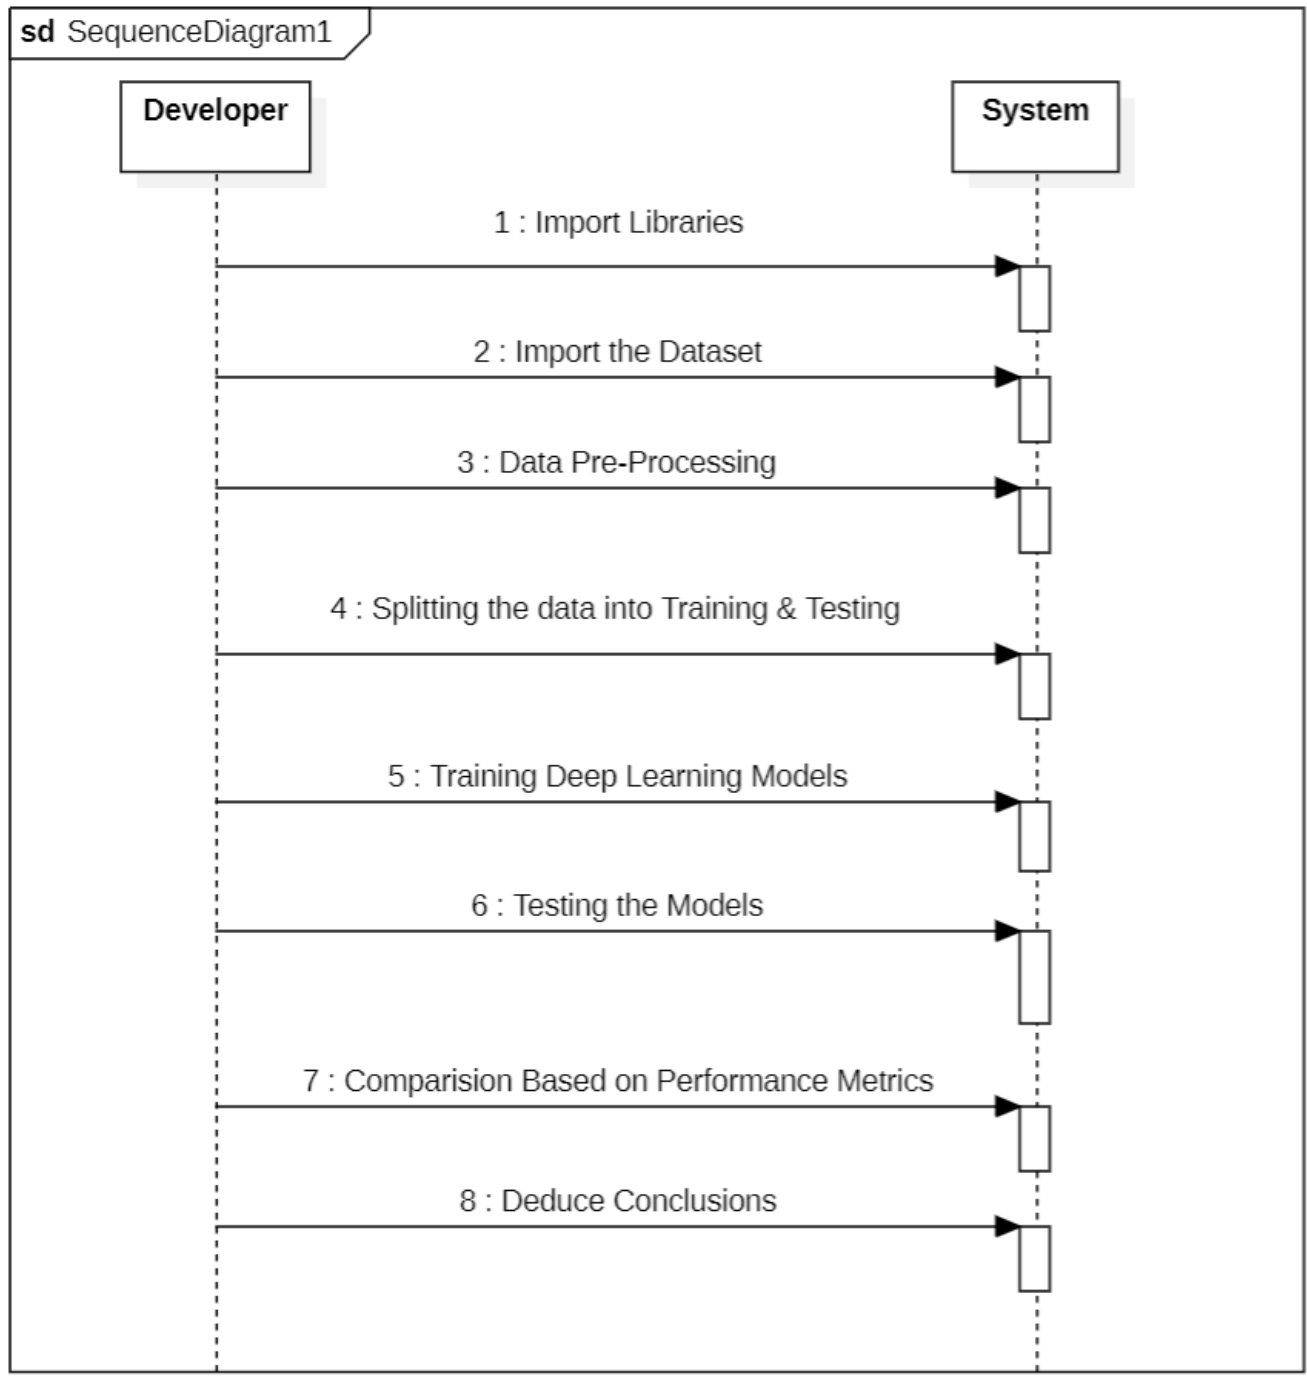 sd SequenceDiagram1
Developer
System
1 : Import Libraries
2 : Import the Dataset
3 : Data Pre-Processing
4 : Splitting the data into Training & Testing
5 : Training Deep Learning Models
6 : Testing the Models
7 : Comparision Based on Performance Metrics
8 : Deduce Conclusions